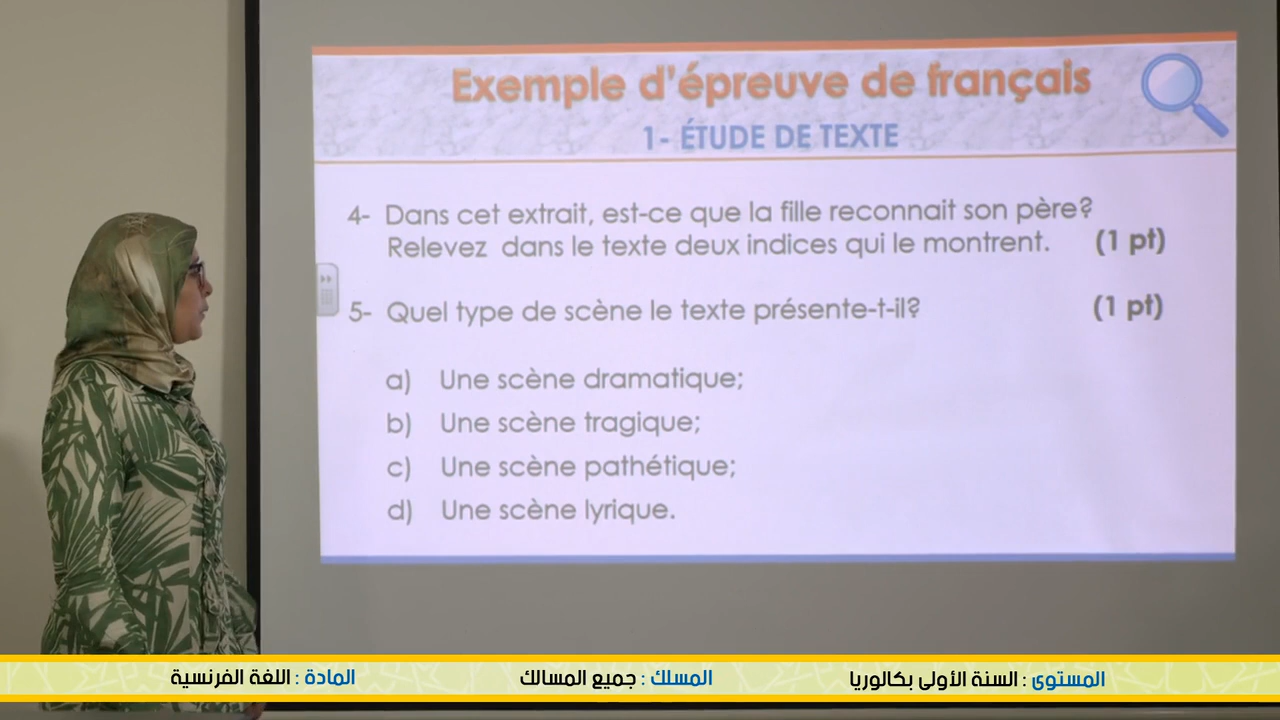 Exemple d'épreuve de français
1- ÉTUDE DE TEXTE
4- Dans cet extrait, est-ce que la fille reconnait son père?
Relevez dans le texte deux indices qui le montrent. (1 pt)
5- Quel type de scène le texte présente-t-il? (1 pt)
a) Une scène dramatique;
b) Une scène tragique;
c) Une scène pathétique;
d) Une scène lyrique.
المستوى : السنة الأولى بكالوريا المسلك : جميع المسالك المادة : اللغة الفرنسية